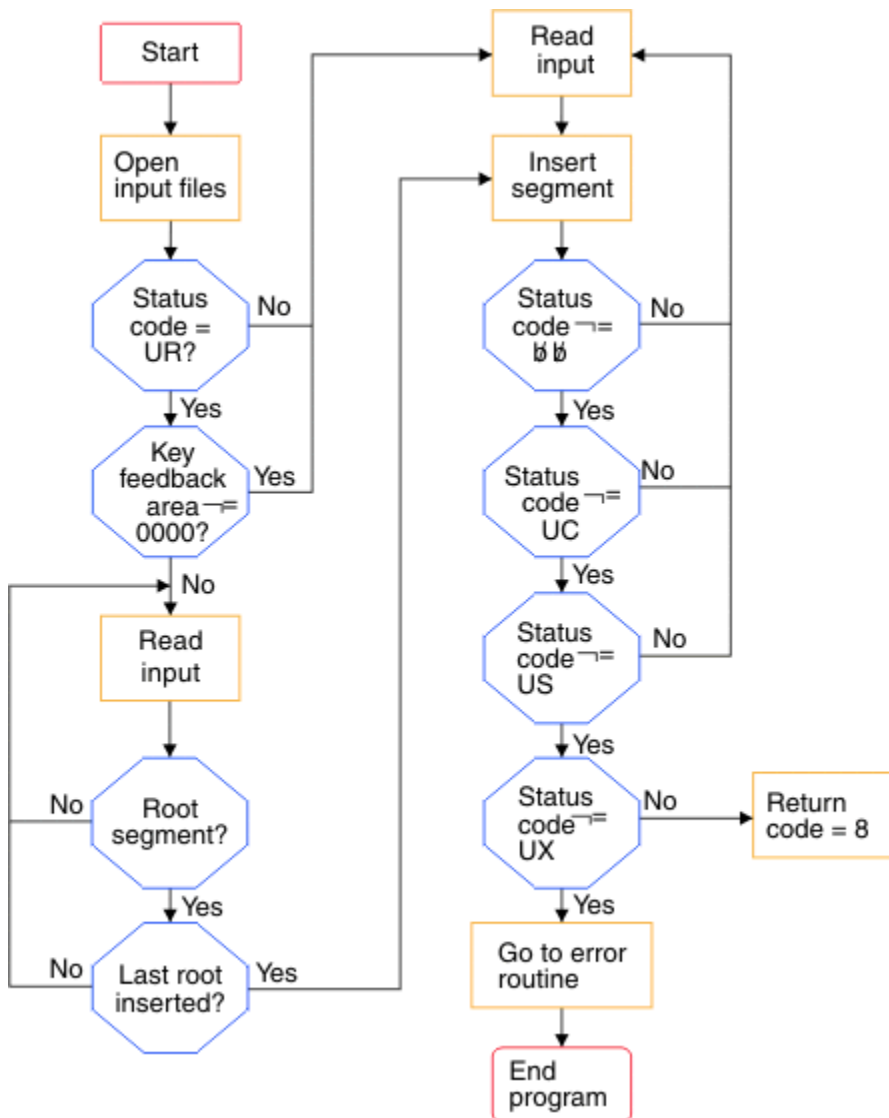 Start
Open
input files
Status
code =
UR?
No
Yes
Key
feedback
area ¬=
0000?
Yes
No
Read
input
Root
segment?
No
Yes
Last root
inserted?
No
Yes
Read
input
Insert
segment
Status
code ¬=
ƀƀ
No
Yes
Status
code ¬=
UC
No
Yes
Status
code ¬=
US
No
Yes
Status
code ¬=
UX
No
Return
code = 8
Yes
Go to error
routine
End
program